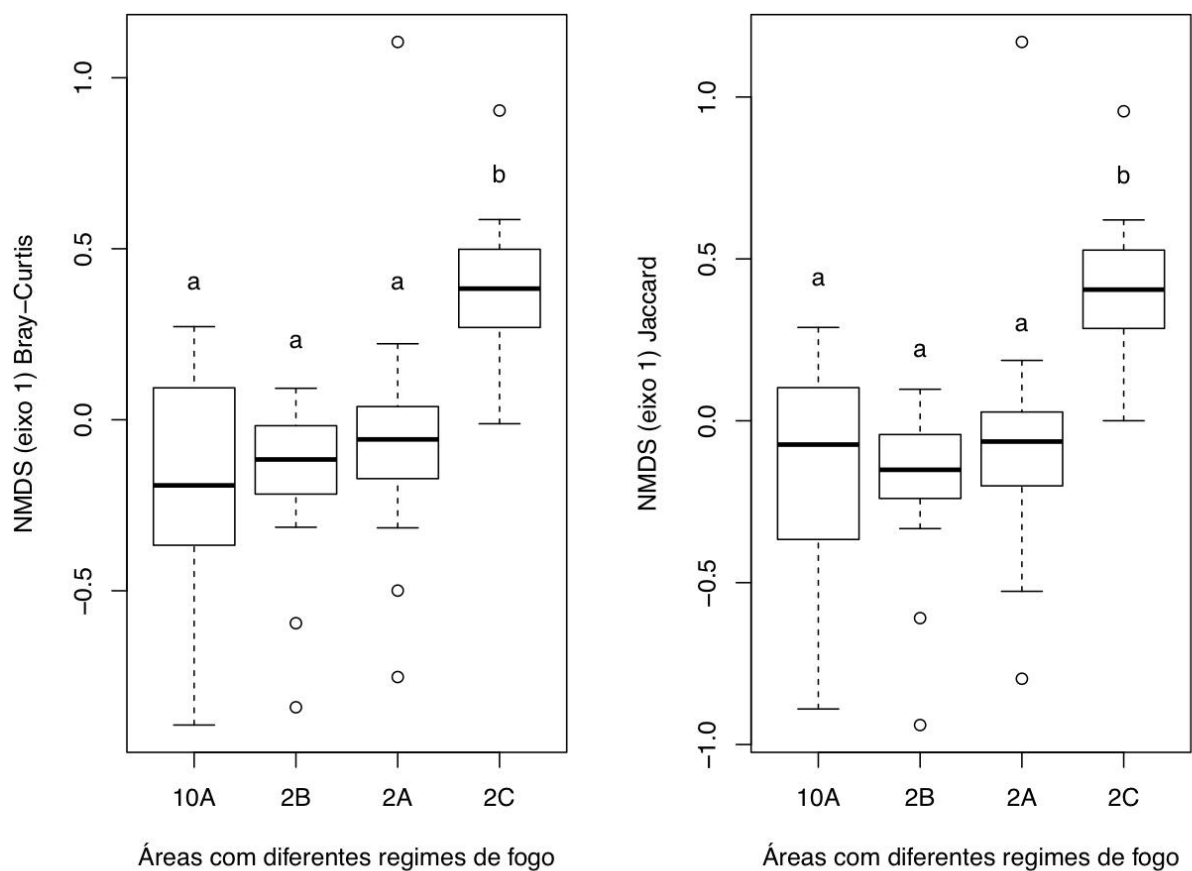 NMDS (eixo 1) Bray−Curtis
1.0
0.5
0.0
−0.5
a
a
a
b
10A 2B 2A 2C
Áreas com diferentes regimes de fogo
NMDS (eixo 1) Jaccard
1.0
0.5
0.0
−0.5
−1.0
a
a
a
b
10A 2B 2A 2C
Áreas com diferentes regimes de fogo